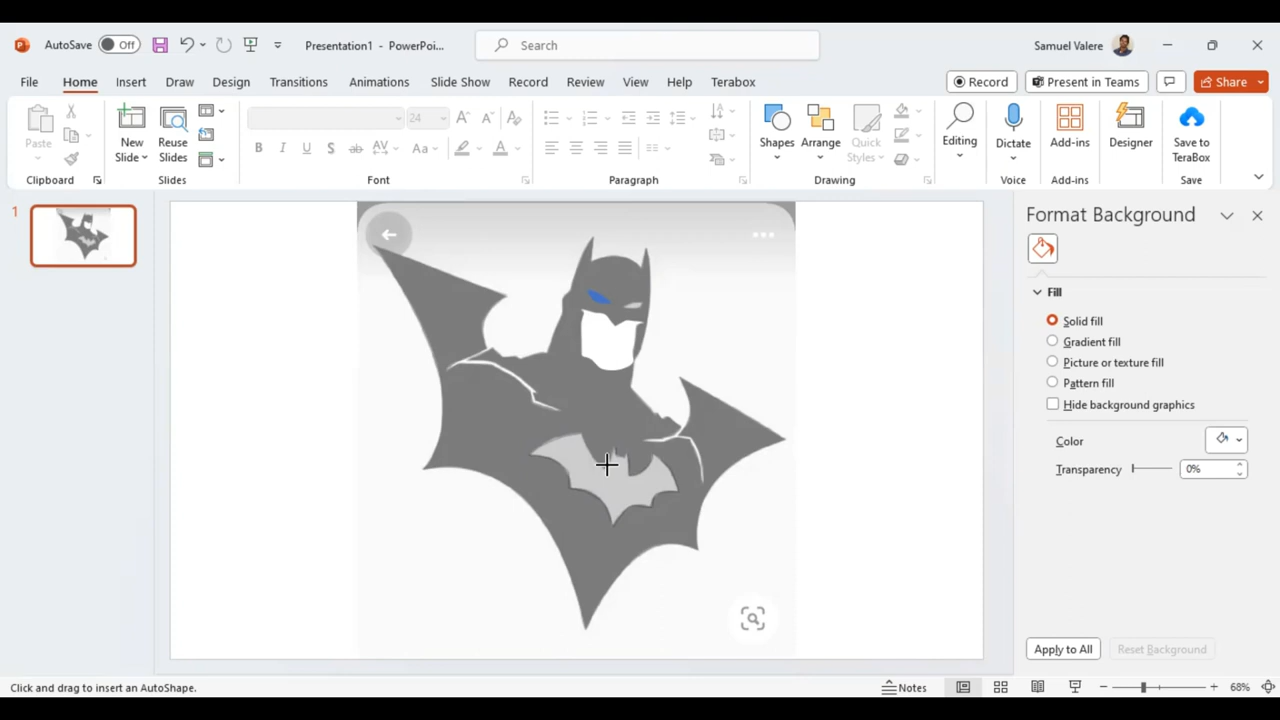 AutoSave Off Presentation1 - PowerPoi... Search Samuel Valere
File Home Insert Draw Design Transitions Animations Slide Show Record Review View Help Terabox Record Present in Teams Share
Paste New Slide Reuse Slides 24 Shapes Arrange Quick Styles Editing Dictate Add-ins Designer Save to TeraBox
Clipboard Slides Font Paragraph Drawing Voice Add-ins Save
1
Format Background
Fill
Solid fill
Gradient fill
Picture or texture fill
Pattern fill
Hide background graphics
Color
Transparency 0%
Apply to All Reset Background
Click and drag to insert an AutoShape. Notes 68%